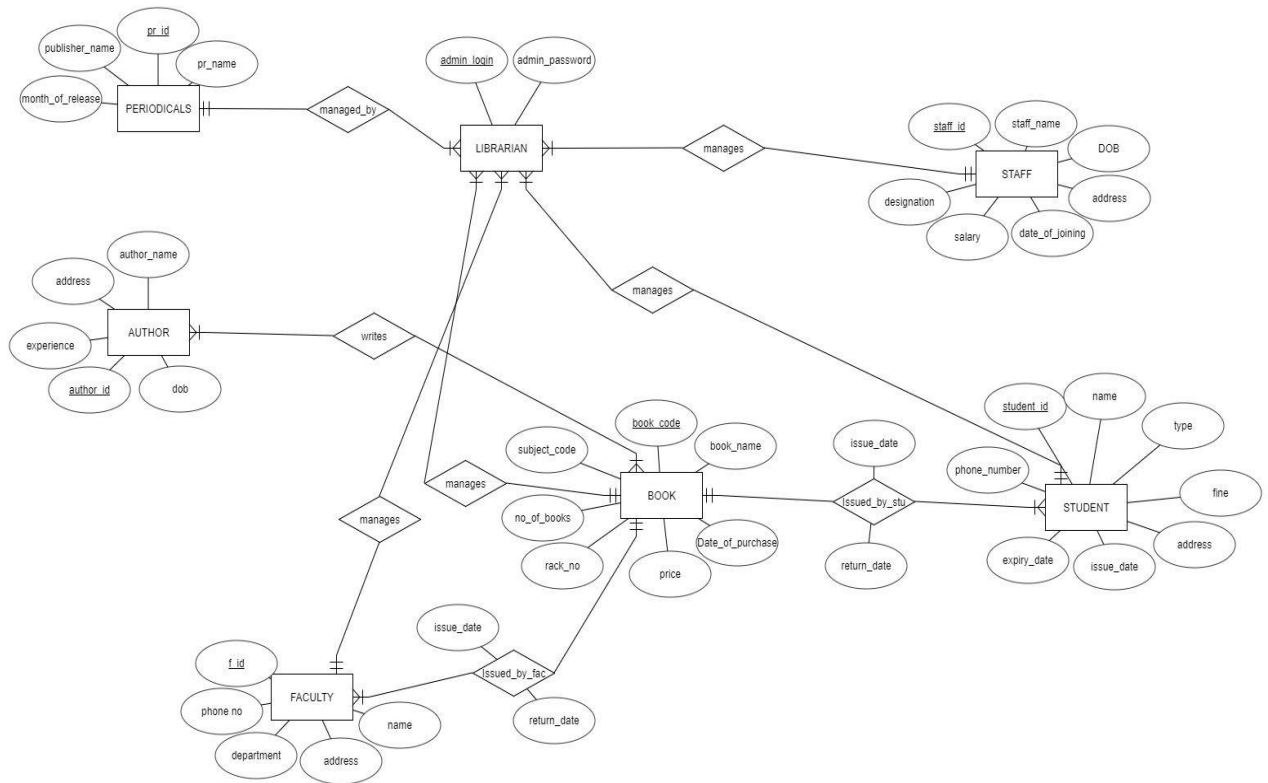 pr_id
publisher_name
pr_name
month_of_release
PERIODICALS
managed_by
admin_login
admin_password
LIBRARIAN
manages
staff_id
staff_name
DOB
STAFF
designation
address
salary
date_of_joining
author_name
address
AUTHOR
experience
author_id
dob
writes
manages
book_code
subject_code
book_name
manages
BOOK
no_of_books
Date_of_purchase
rack_no
price
issue_date
Issued_by_stu
return_date
student_id
name
type
phone_number
fine
STUDENT
address
expiry_date
issue_date
manages
issue_date
Issued_by_fac
return_date
f_id
FACULTY
phone no
name
department
address